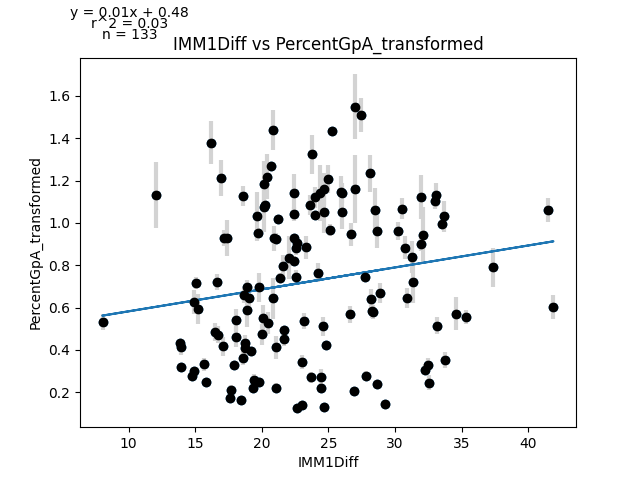 y = 0.01x + 0.48
r^2 = 0.03
n = 133
IMM1Diff vs PercentGpA_transformed
1.6
1.4
1.2
1.0
0.8
0.6
0.4
0.2
PercentGpA_transformed
10 15 20 25 30 35 40
IMM1Diff